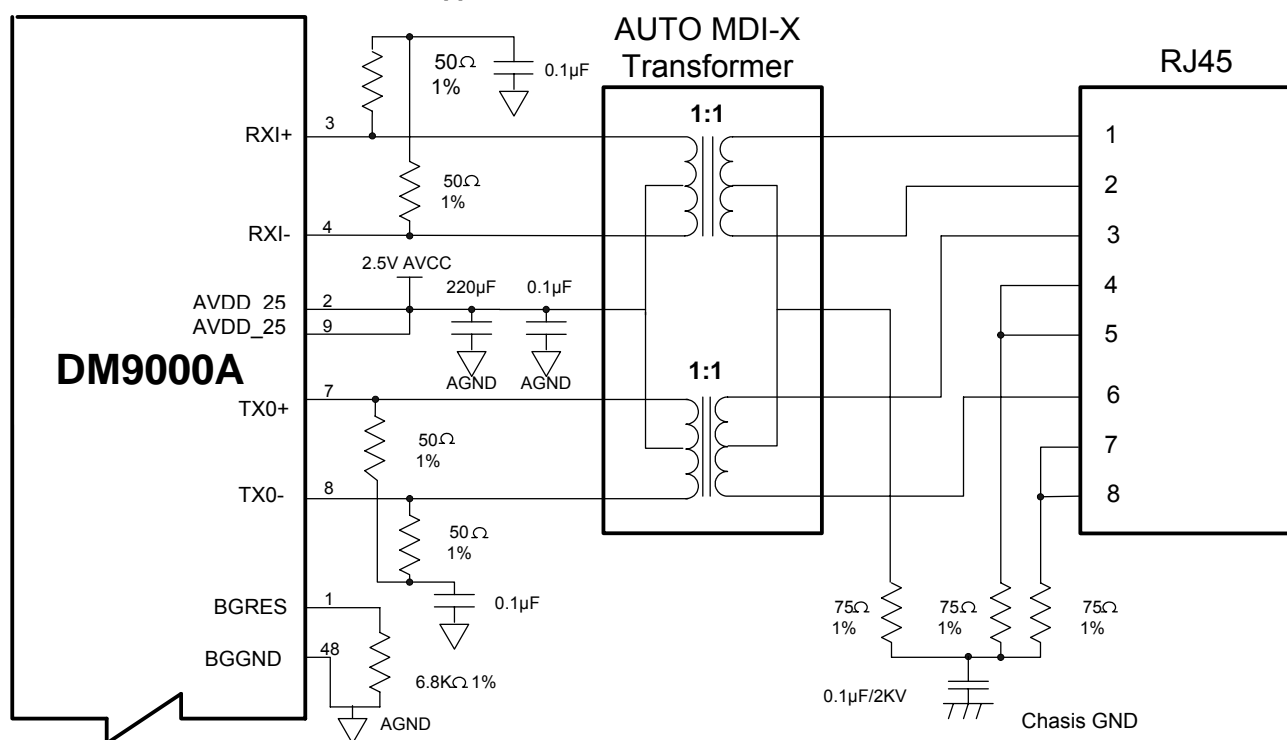 AUTO MDI-X
Transformer
RJ45
50Ω
1%
0.1µF
1:1
RXI+
3
1
50Ω
1%
2
RXI-
4
3
2.5V AVCC
4
220µF
0.1µF
AVDD_25
2
AVDD_25
9
5
DM9000A
AGND
AGND
1:1
7
6
TX0+
50Ω
1%
7
TX0-
8
8
50Ω
1%
BGRES
1
0.1µF
75Ω
1%
75Ω
1%
75Ω
1%
BGGND
48
6.8KΩ 1%
0.1µF/2KV
AGND
Chasis GND